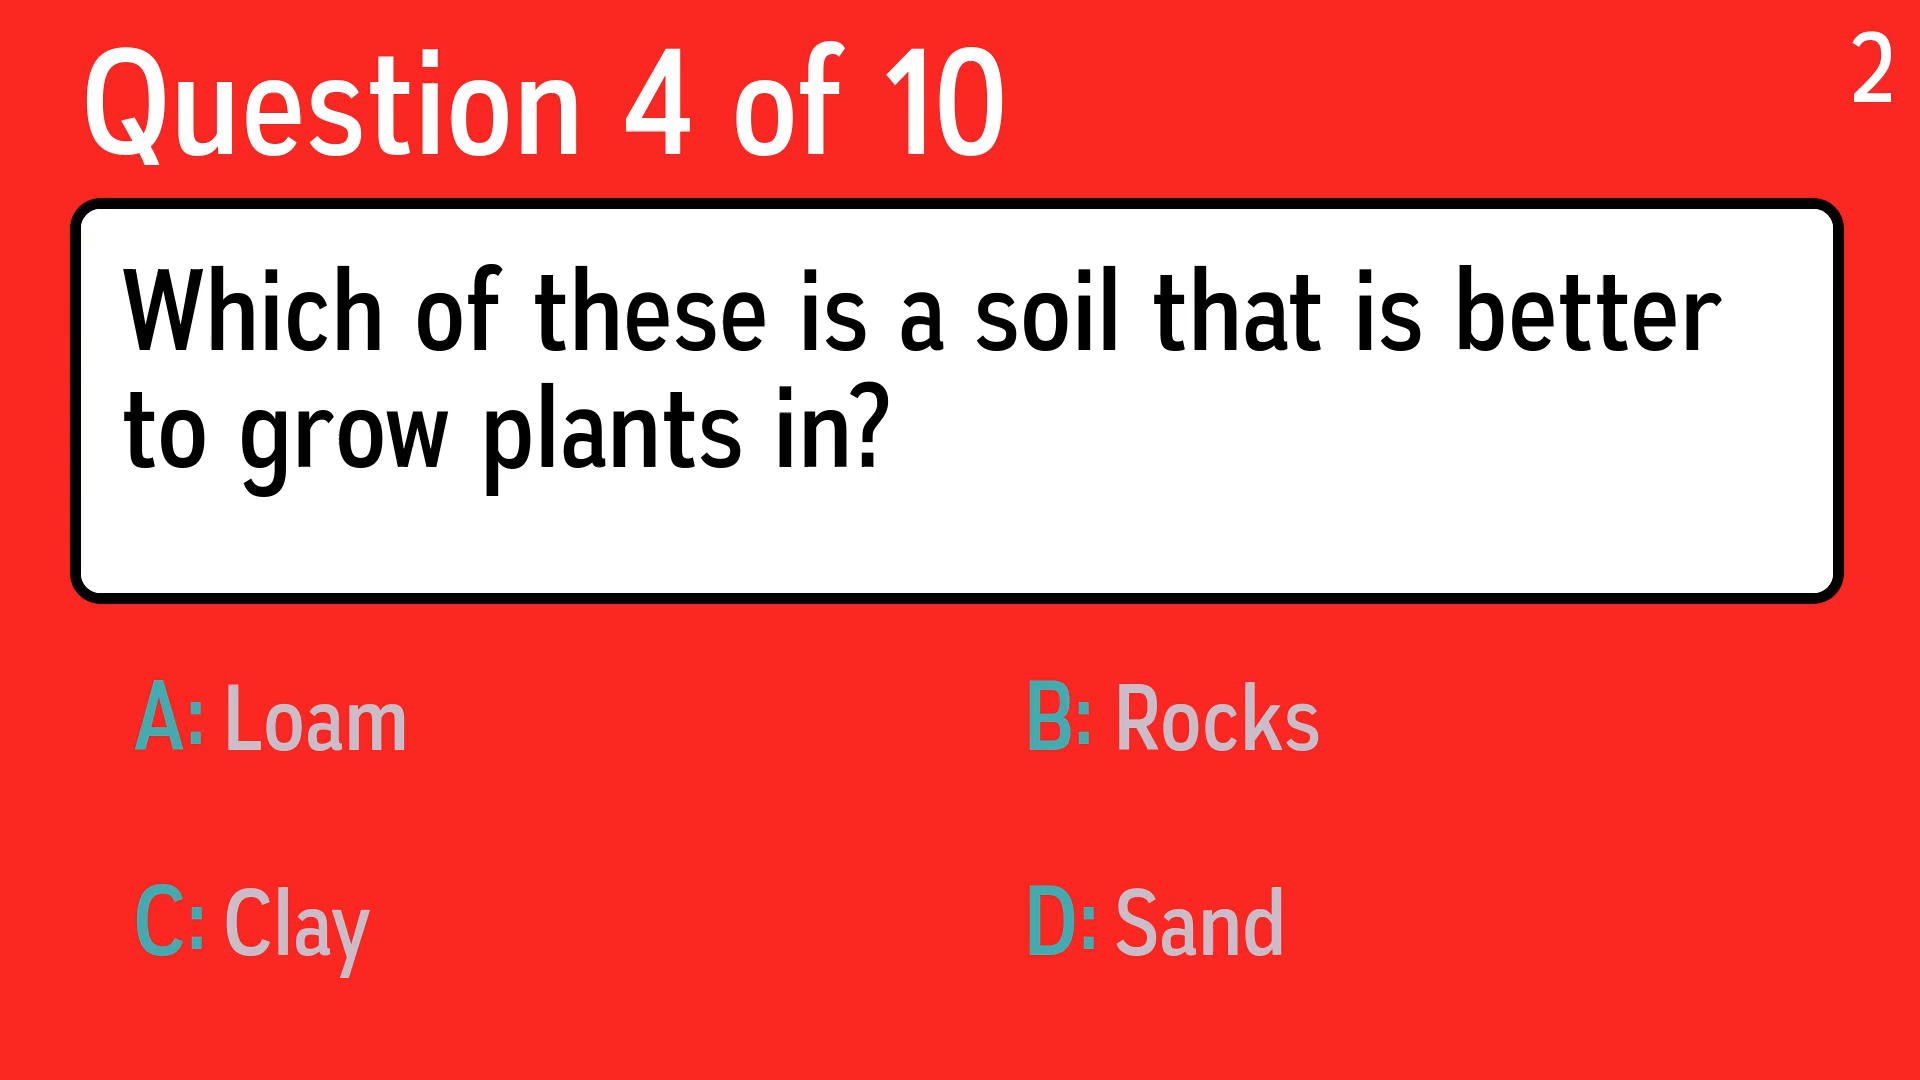 Question 4 of 10
2
Which of these is a soil that is better
to grow plants in?
A: Loam
B: Rocks
C: Clay
D: Sand